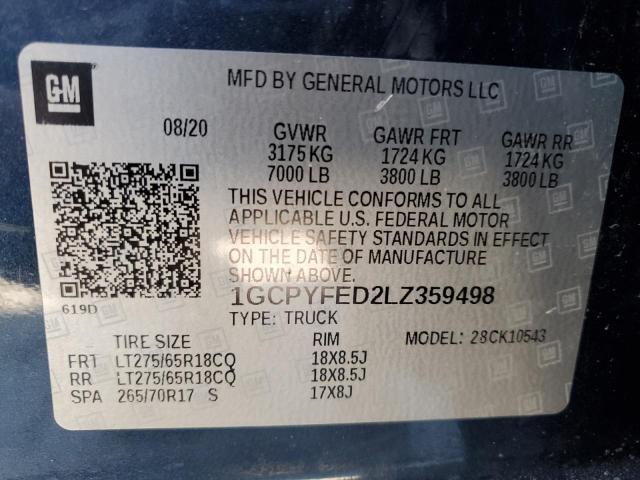 GM
MFD BY GENERAL MOTORS LLC
08/20 GVWR GAWR FRT GAWR RR
3175 KG 1724 KG 1724 KG
7000 LB 3800 LB 3800 LB
THIS VEHICLE CONFORMS TO ALL
APPLICABLE U.S. FEDERAL MOTOR
VEHICLE SAFETY STANDARDS IN EFFECT
ON THE DATE OF MANUFACTURE
SHOWN ABOVE.
619D
1GCPYFED2LZ359498
TYPE: TRUCK MODEL: 28CK10543
TIRE SIZE RIM
FRT LT275/65R18CQ 18X8.5J
RR LT275/65R18CQ 18X8.5J
SPA 265/70R17 S 17X8J